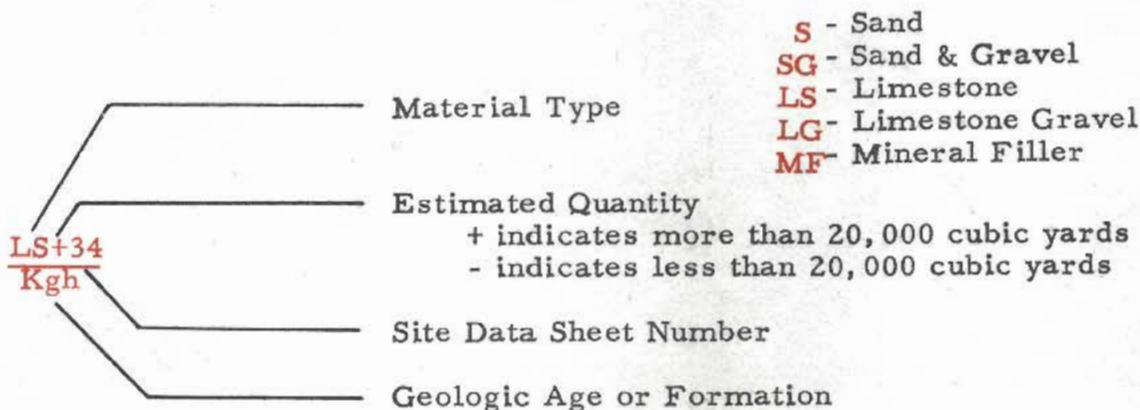 S - Sand
SG - Sand & Gravel
LS - Limestone
LG - Limestone Gravel
MF - Mineral Filler
Material Type
Estimated Quantity
+ indicates more than 20,000 cubic yards
- indicates less than 20,000 cubic yards
LS+34
Kgh
Site Data Sheet Number
Geologic Age or Formation